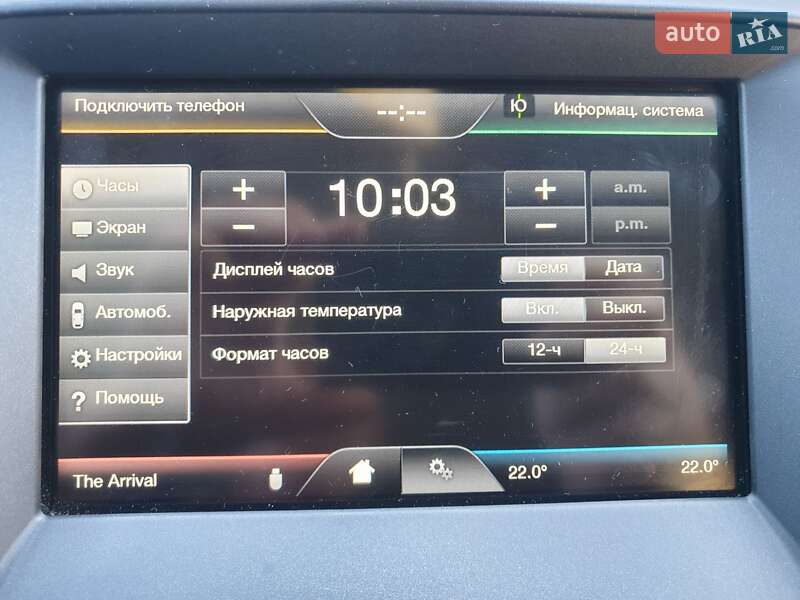 auto RIA .com
Подключить телефон
--:--
Ю
Информац. система
Часы
Экран
Звук
Автомоб.
Настройки
? Помощь
+
10:03
+
a.m.
−
−
p.m.
Дисплей часов Время Дата
Наружная температура Вкл. Выкл.
Формат часов 12-ч 24-ч
The Arrival
22.0°
22.0°